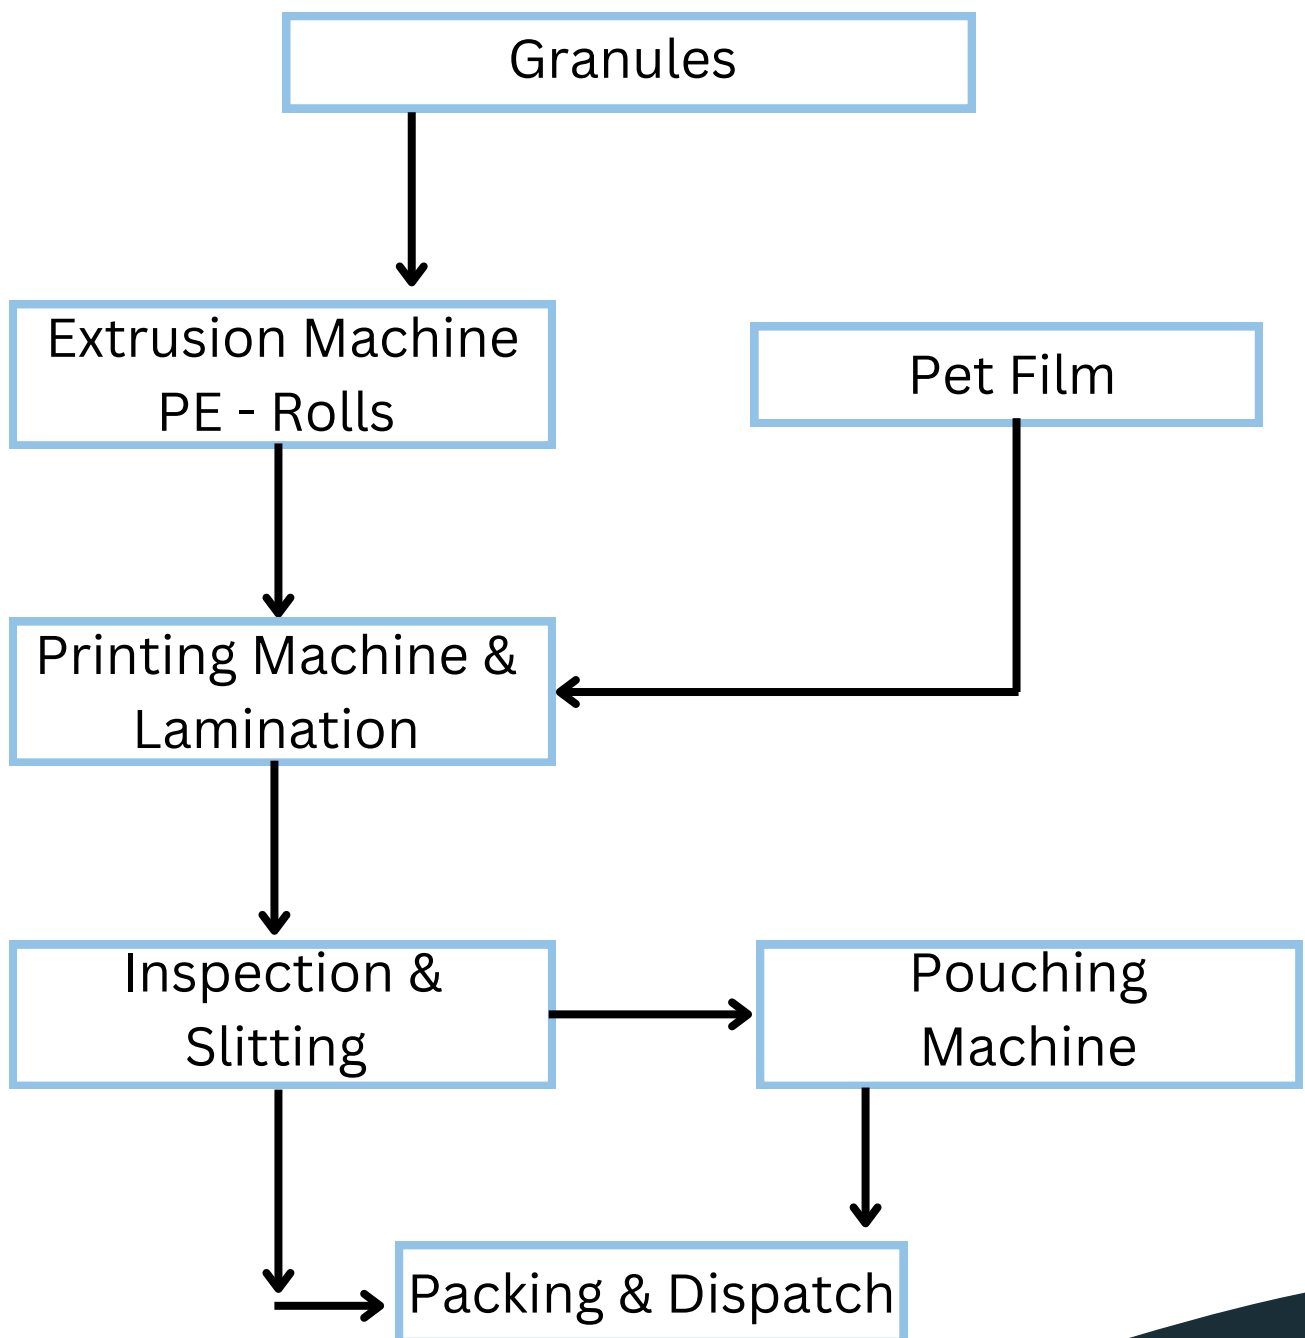 Granules
Extrusion Machine
PE - Rolls
Pet Film
Printing Machine &
Lamination
Inspection &
Slitting
Pouching
Machine
Packing & Dispatch